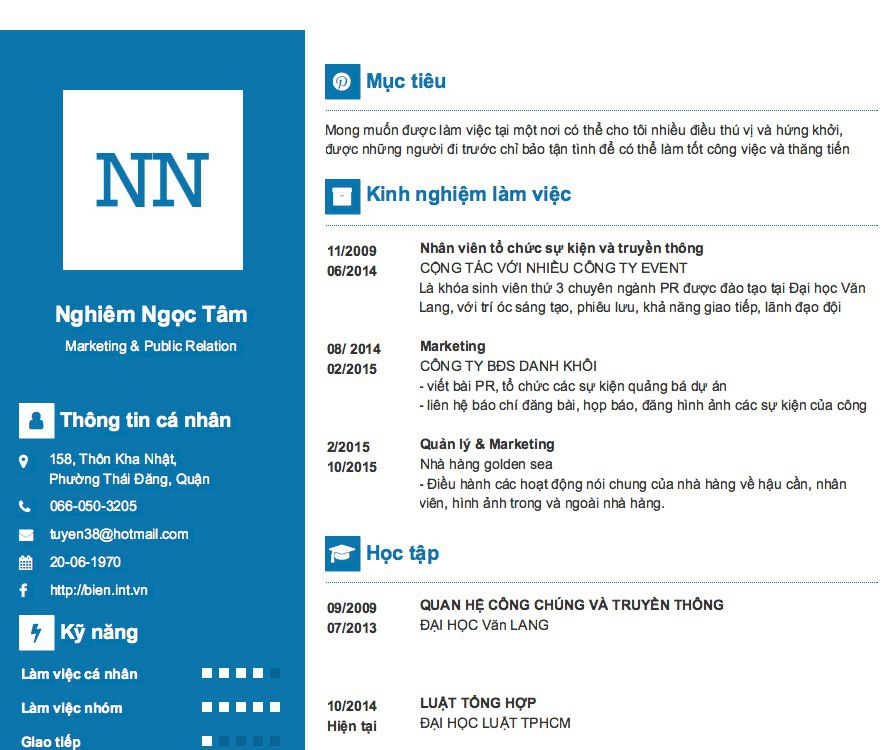 NN
Nghiêm Ngọc Tâm
Marketing & Public Relation
Thông tin cá nhân
158, Thôn Kha Nhật,
Phường Thái Đăng, Quận
066-050-3205
tuyen38@hotmail.com
20-06-1970
http://bien.int.vn
Kỹ năng
Làm việc cá nhân
Làm việc nhóm
Giao tiếp
Mục tiêu
Mong muốn được làm việc tại một nơi có thể cho tôi nhiều điều thú vị và hứng khởi,
được những người đi trước chỉ bảo tận tình để có thể làm tốt công việc và thăng tiến
Kinh nghiệm làm việc
11/2009 Nhân viên tổ chức sự kiện và truyền thông
06/2014 CỘNG TÁC VỚI NHIỀU CÔNG TY EVENT
Là khóa sinh viên thứ 3 chuyên ngành PR được đào tạo tại Đại học Văn
Lang, với trí óc sáng tạo, phiêu lưu, khả năng giao tiếp, lãnh đạo đội
08/ 2014 Marketing
02/2015 CÔNG TY BĐS DANH KHÔI
- viết bài PR, tổ chức các sự kiện quảng bá dự án
- liên hệ báo chí đăng bài, họp báo, đăng hình ảnh các sự kiện của công
2/2015 Quản lý & Marketing
10/2015 Nhà hàng golden sea
- Điều hành các hoạt động nói chung của nhà hàng về hậu cần, nhân
viên, hình ảnh trong và ngoài nhà hàng.
Học tập
09/2009 QUAN HỆ CÔNG CHÚNG VÀ TRUYỀN THÔNG
07/2013 ĐẠI HỌC Văn LANG
10/2014 LUẬT TỔNG HỢP
Hiện tại ĐẠI HỌC LUẬT TPHCM